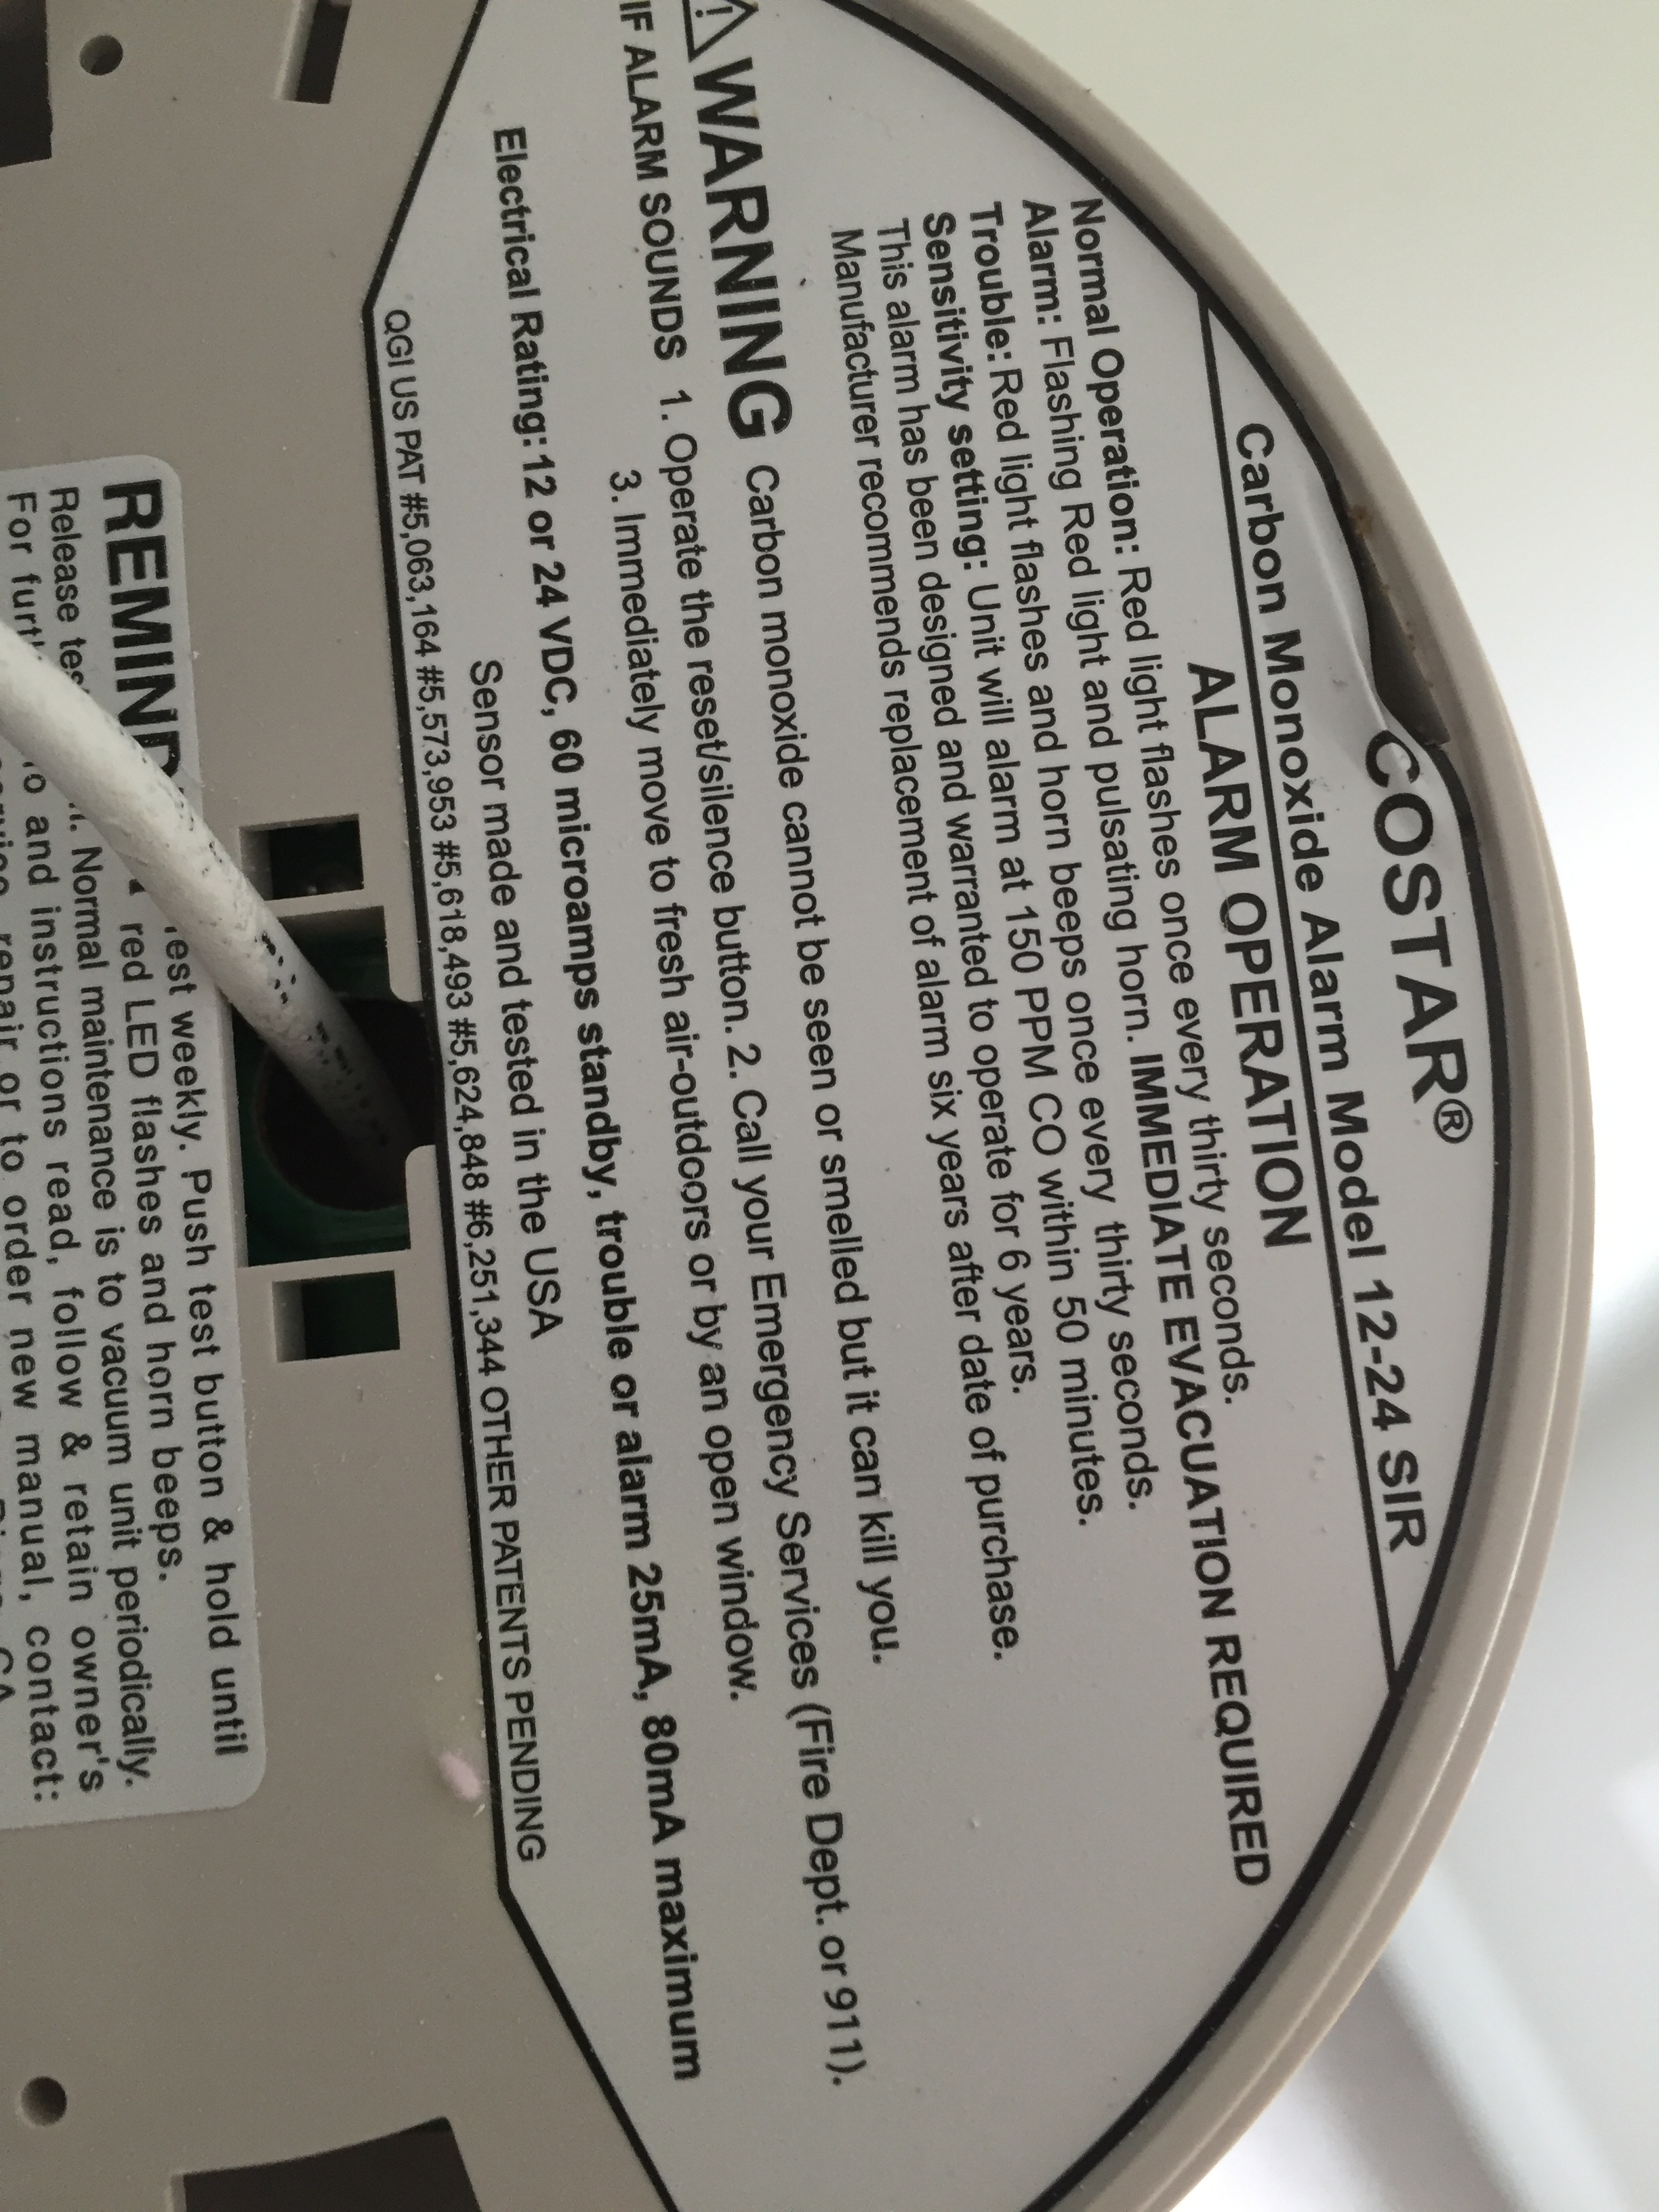 COSTAR®
Carbon Monoxide Alarm Model 12-24 SIR
ALARM OPERATION
Normal Operation: Red light flashes once every thirty seconds.
Alarm: Flashing Red light and pulsating horn. IMMEDIATE EVACUATION REQUIRED
Trouble: Red light flashes and horn beeps once every thirty seconds.
Sensitivity setting: Unit will alarm at 150 PPM CO within 50 minutes.
This alarm has been designed and warranted to operate for 6 years.
Manufacturer recommends replacement of alarm six years after date of purchase.
WARNING Carbon monoxide cannot be seen or smelled but it can kill you.
IF ALARM SOUNDS 1. Operate the reset/silence button. 2. Call your Emergency Services (Fire Dept. or 911).
3. Immediately move to fresh air-outdoors or by an open window.
Electrical Rating: 12 or 24 VDC, 60 microamps standby, trouble or alarm 25mA, 80mA maximum
Sensor made and tested in the USA
QGI US PAT #5,063,164 #5,573,953 #5,618,493 #5,624,848 #6,251,344 OTHER PATENTS PENDING
weekly. Push test button & hold until
red LED flashes and horn beeps.
Release Normal maintenance is to vacuum unit periodically.
For and instructions read, follow & retain owner's
repair or to order new manual, contact: